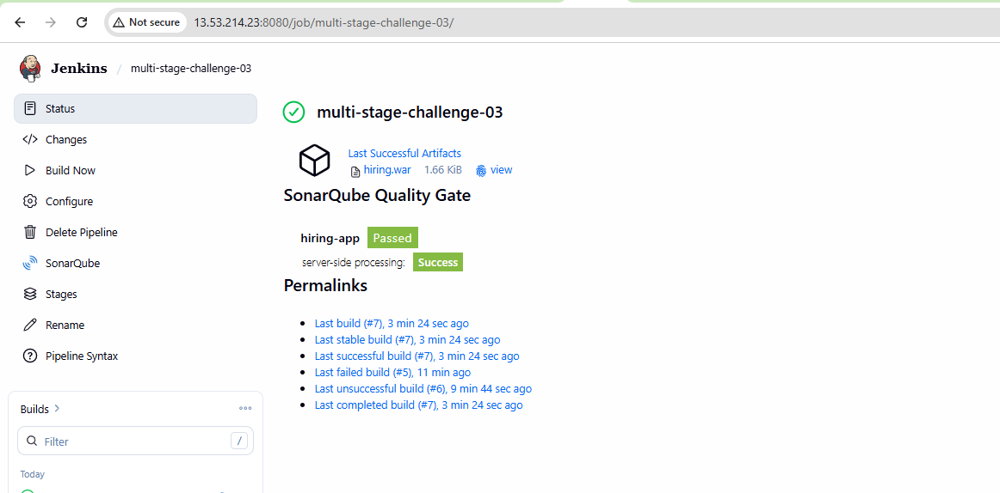 Not secure 13.53.214.23:8080/job/multi-stage-challenge-03/
Jenkins / multi-stage-challenge-03
Status
Changes
Build Now
Configure
Delete Pipeline
SonarQube
Stages
Rename
Pipeline Syntax
Builds
Filter /
Today
multi-stage-challenge-03
Last Successful Artifacts
hiring.war 1.66 KiB view
SonarQube Quality Gate
hiring-app Passed
server-side processing: Success
Permalinks
Last build (#7), 3 min 24 sec ago
Last stable build (#7), 3 min 24 sec ago
Last successful build (#7), 3 min 24 sec ago
Last failed build (#5), 11 min ago
Last unsuccessful build (#6), 9 min 44 sec ago
Last completed build (#7), 3 min 24 sec ago